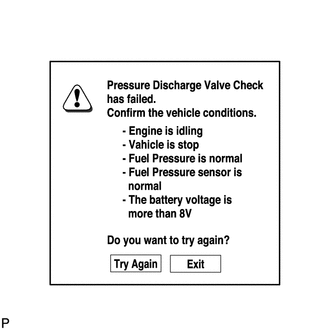 Pressure Discharge Valve Check
has failed.
Confirm the vehicle conditions.
- Engine is idling
- Vahicle is stop
- Fuel Pressure is normal
- Fuel Pressure sensor is
normal
- The battery voltage is
more than 8V
Do you want to try again?
Try Again
Exit
P